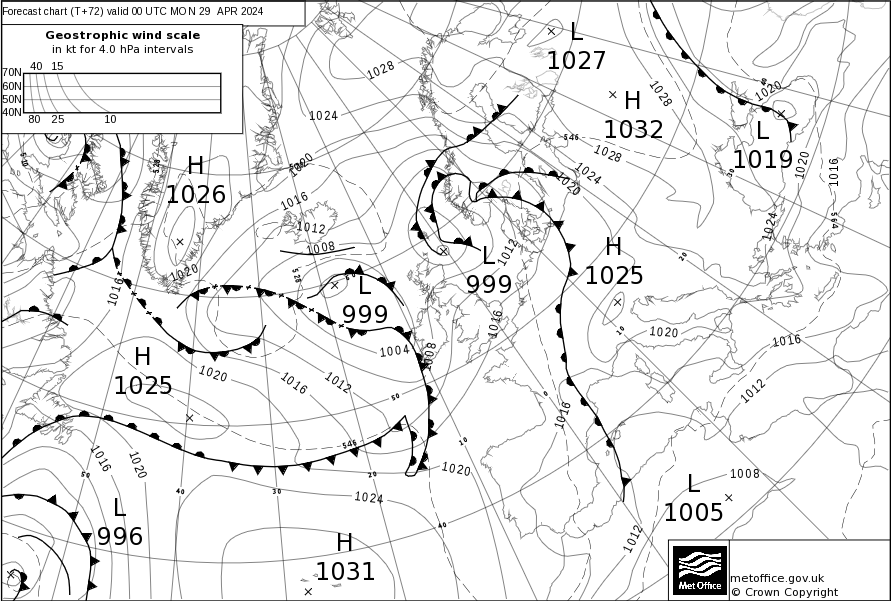 Forecast chart (T+72) valid 00 UTC MON 29 APR 2024
Geostrophic wind scale
in kt for 4.0 hPa intervals
40 15
70N
60N
50N
40N
80 25 10
L
1027
H
1032
L
1019
H
1026
L
999
L
999
H
1025
H
1025
L
996
H
1031
L
1005
1028
1024
1020
1016
1012
1008
1020
1016
1028
1020
1028
1024
1020
546
1020
1016
564
1024
1012
1016
1008
1004
1020
1016
1012
1020
1016
1012
1016
1008
1012
1016
1020
1020
1024
546
528
528
50
40
30
20
50
10
40
0
10
20
metoffice.gov.uk
© Crown Copyright
Met Office